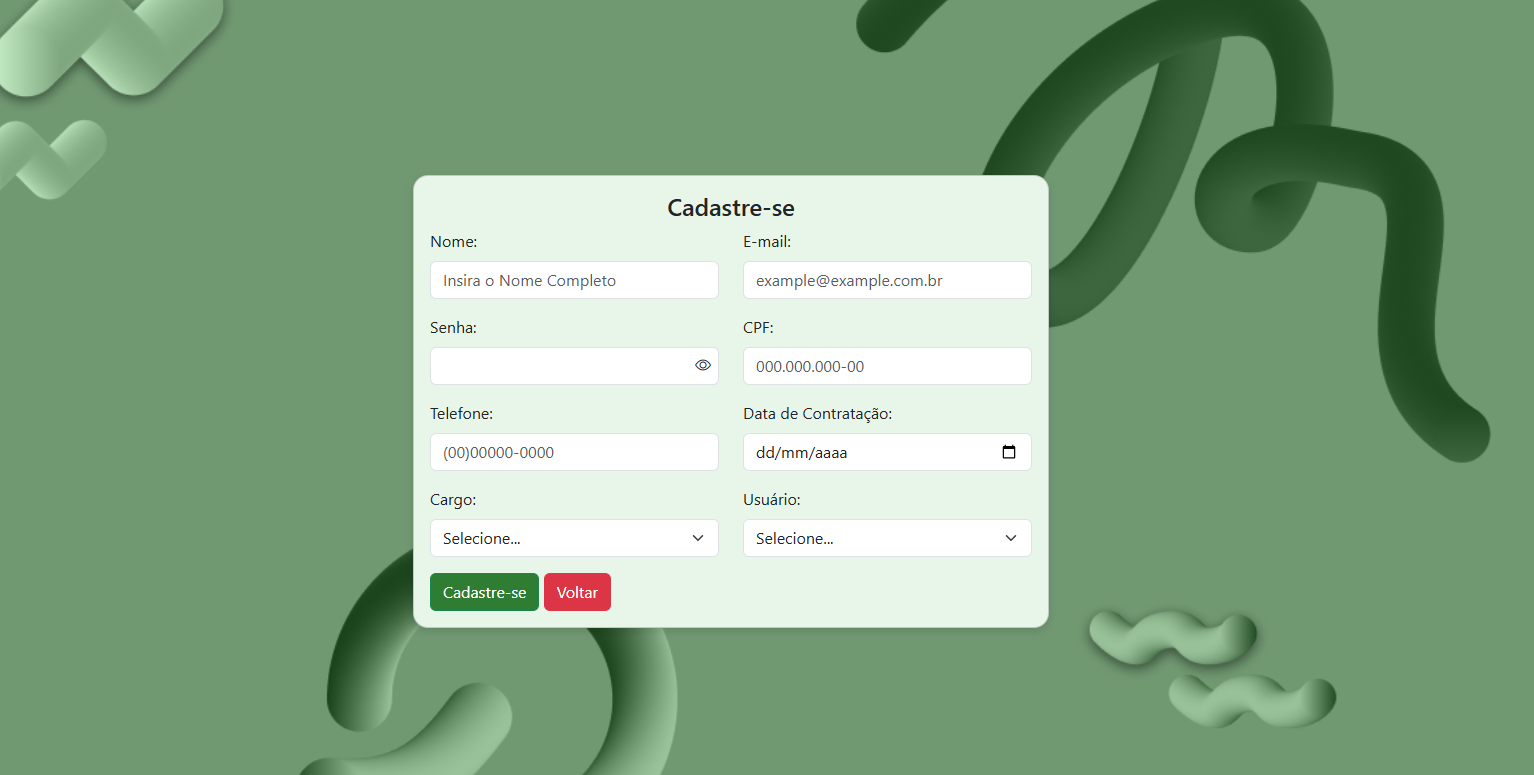 Cadastre-se
Nome: E-mail:
Insira o Nome Completo example@example.com.br
Senha: CPF:
000.000.000-00
Telefone: Data de Contratação:
(00)00000-0000 dd/mm/aaaa
Cargo: Usuário:
Selecione... Selecione...
Cadastre-se Voltar